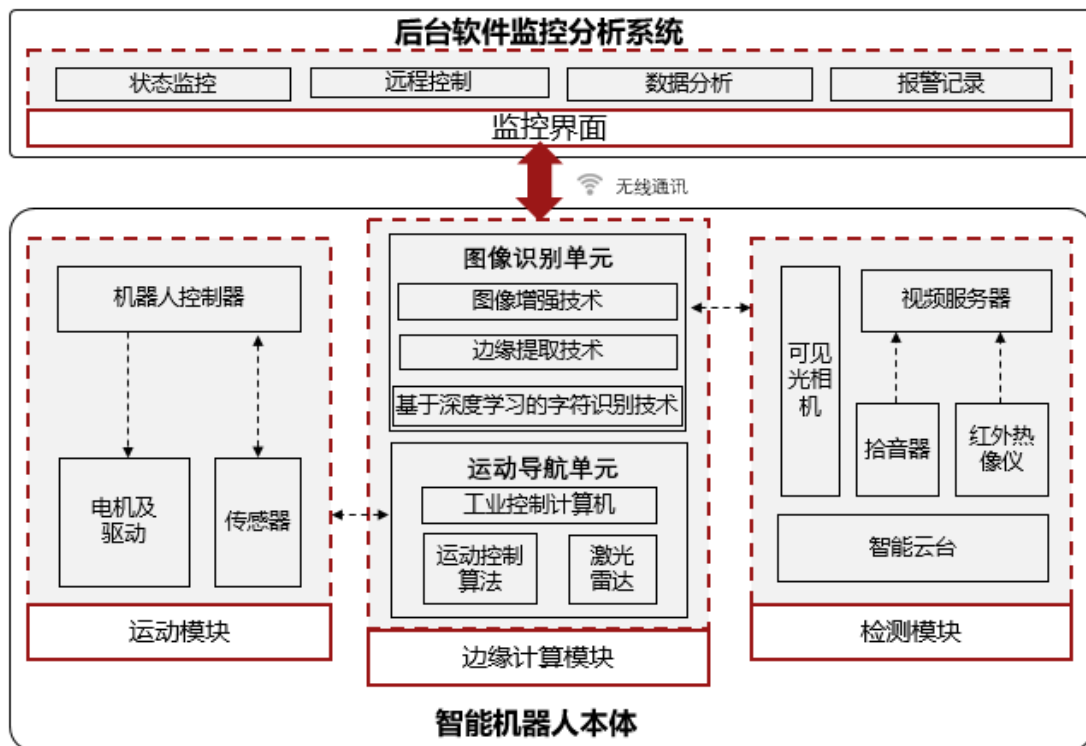 后台软件监控分析系统
状态监控
远程控制
数据分析
报警记录
监控界面
无线通讯
机器人控制器
电机及
驱动
传感器
运动模块
图像识别单元
图像增强技术
边缘提取技术
基于深度学习的字符识别技术
运动导航单元
工业控制计算机
运动控制
算法
激光
雷达
边缘计算模块
可见
光相
机
视频服务器
拾音器
红外热
像仪
智能云台
检测模块
智能机器人本体